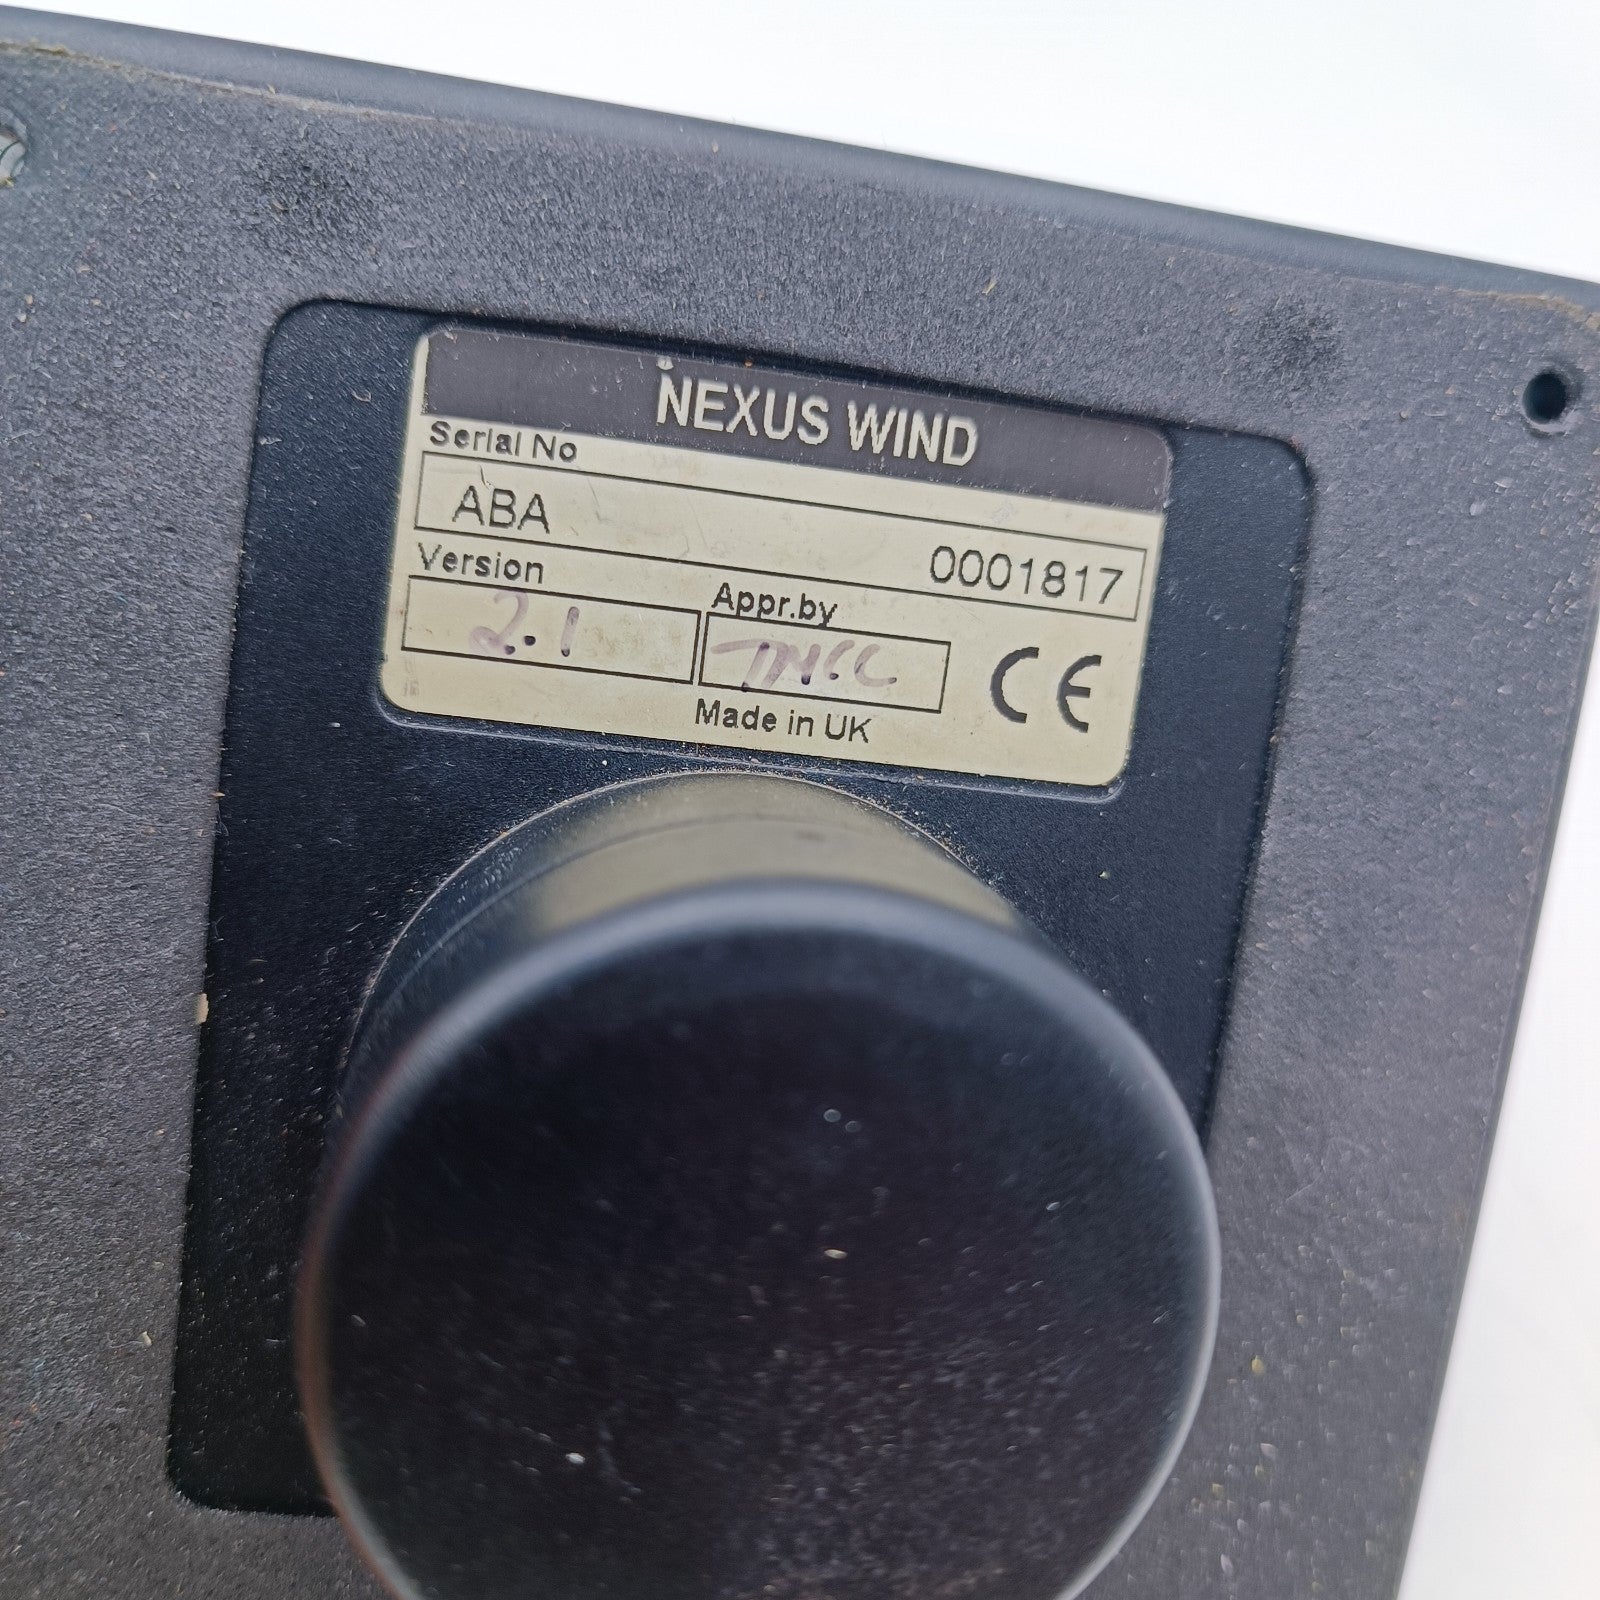 NEXUS WIND
Serial No
ABA 0001817
Version
Appr.by
2.1
CE
Made in UK